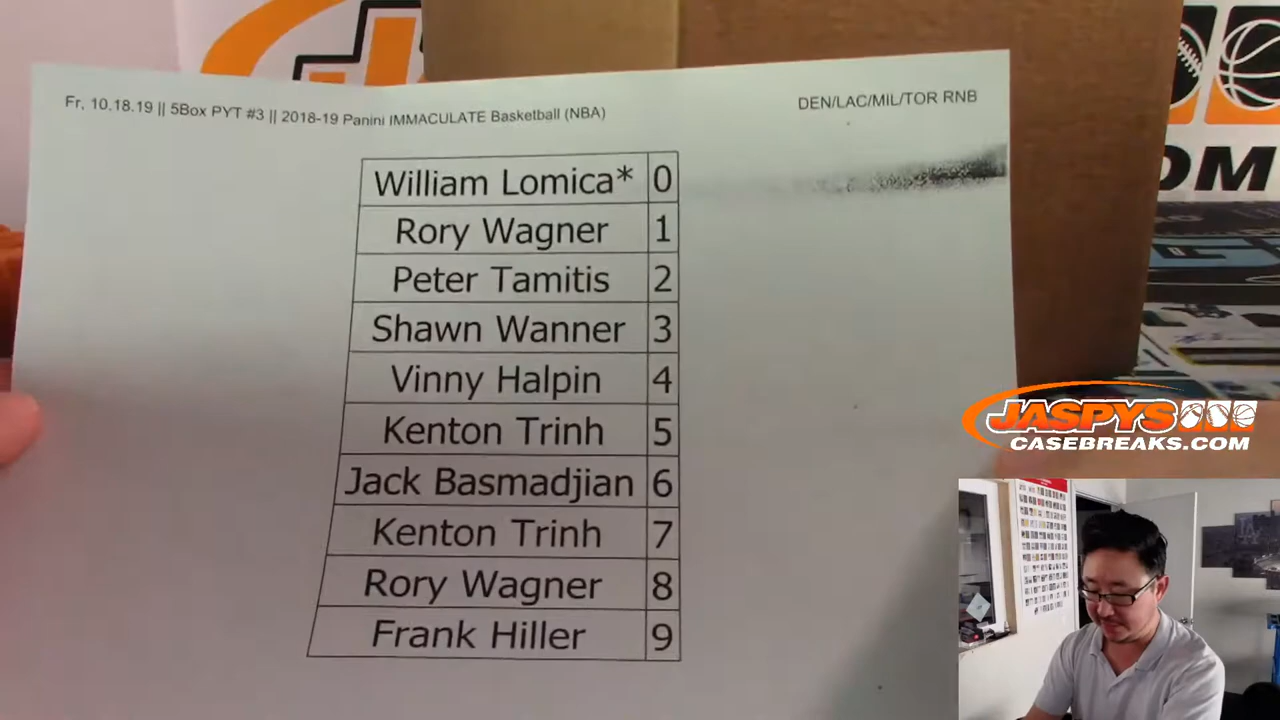 Fr, 10.18.19 || 5Box PYT #3 || 2018-19 Panini IMMACULATE Basketball (NBA)
DEN/LAC/MIL/TOR RNB
William Lomica* 0
Rory Wagner 1
Peter Tamitis 2
Shawn Wanner 3
Vinny Halpin 4
Kenton Trinh 5
Jack Basmadjian 6
Kenton Trinh 7
Rory Wagner 8
Frank Hiller 9
OM
JASPYS
CASEBREAKS.COM
LA